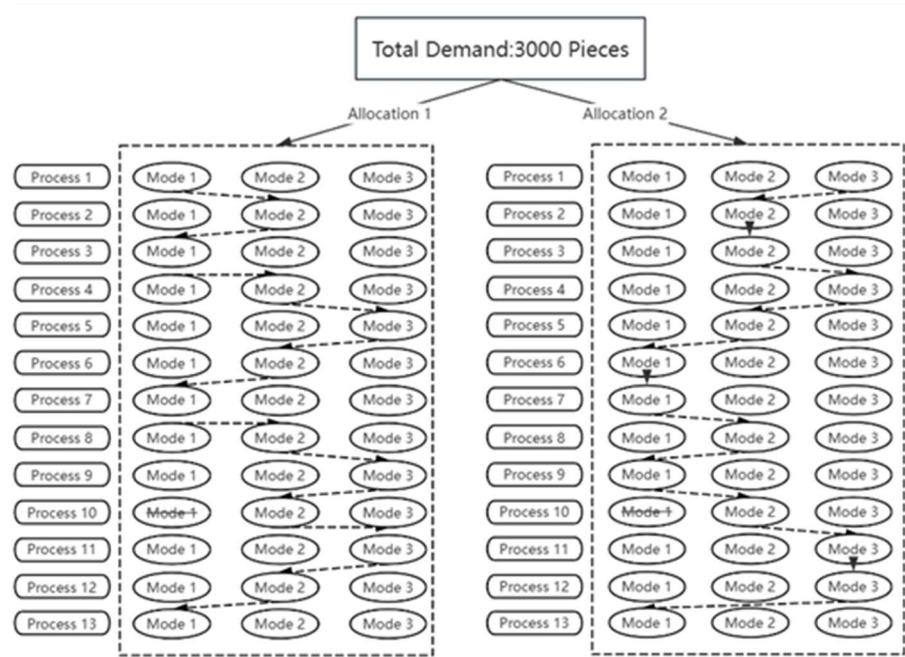 Total Demand:3000 Pieces
Allocation 1 Allocation 2
Process 1 Mode 1 Mode 2 Mode 3 Process 1 Mode 1 Mode 2 Mode 3
Process 2 Mode 1 Mode 2 Mode 3 Process 2 Mode 1 Mode 2 Mode 3
Process 3 Mode 1 Mode 2 Mode 3 Process 3 Mode 1 Mode 2 Mode 3
Process 4 Mode 1 Mode 2 Mode 3 Process 4 Mode 1 Mode 2 Mode 3
Process 5 Mode 1 Mode 2 Mode 3 Process 5 Mode 1 Mode 2 Mode 3
Process 6 Mode 1 Mode 2 Mode 3 Process 6 Mode 1 Mode 2 Mode 3
Process 7 Mode 1 Mode 2 Mode 3 Process 7 Mode 1 Mode 2 Mode 3
Process 8 Mode 1 Mode 2 Mode 3 Process 8 Mode 1 Mode 2 Mode 3
Process 9 Mode 1 Mode 2 Mode 3 Process 9 Mode 1 Mode 2 Mode 3
Process 10 Mode 1 Mode 2 Mode 3 Process 10 Mode 1 Mode 2 Mode 3
Process 11 Mode 1 Mode 2 Mode 3 Process 11 Mode 1 Mode 2 Mode 3
Process 12 Mode 1 Mode 2 Mode 3 Process 12 Mode 1 Mode 2 Mode 3
Process 13 Mode 1 Mode 2 Mode 3 Process 13 Mode 1 Mode 2 Mode 3